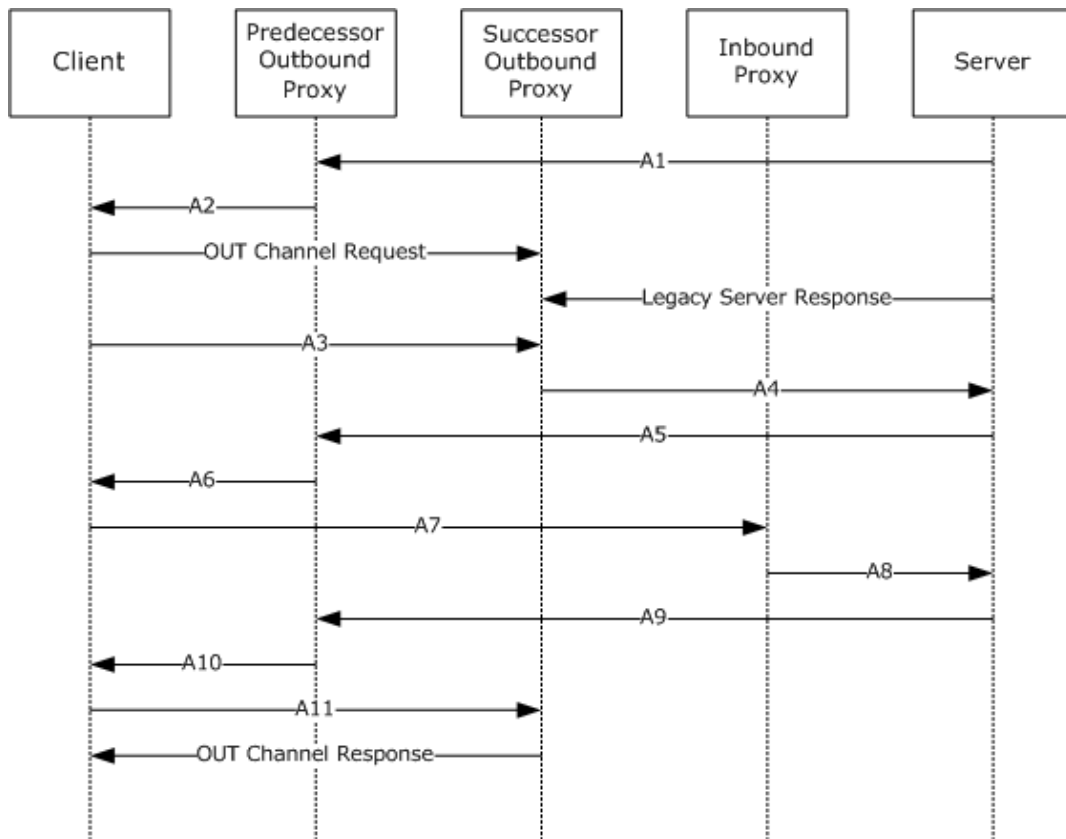 Client
Predecessor
Outbound
Proxy
Successor
Outbound
Proxy
Inbound
Proxy
Server
A1
A2
OUT Channel Request
Legacy Server Response
A3
A4
A5
A6
A7
A8
A9
A10
A11
OUT Channel Response